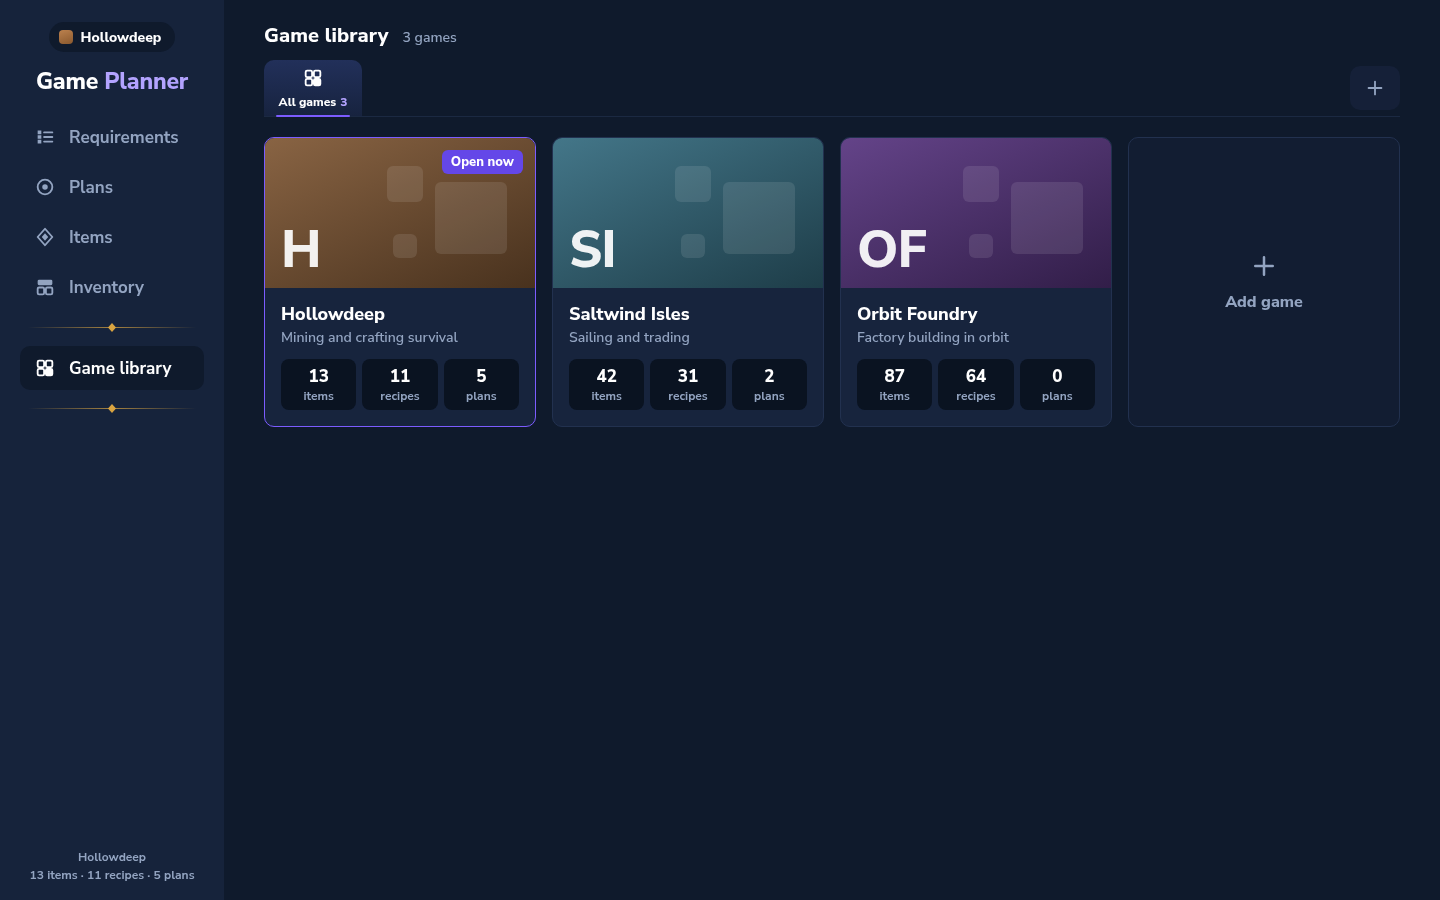 Hollowdeep
Game Planner
Requirements
Plans
Items
Inventory
Game library
Hollowdeep
13 items · 11 recipes · 5 plans
Game library 3 games
All games 3
Open now
H
Hollowdeep
Mining and crafting survival
13 items
11 recipes
5 plans
SI
Saltwind Isles
Sailing and trading
42 items
31 recipes
2 plans
OF
Orbit Foundry
Factory building in orbit
87 items
64 recipes
0 plans
Add game